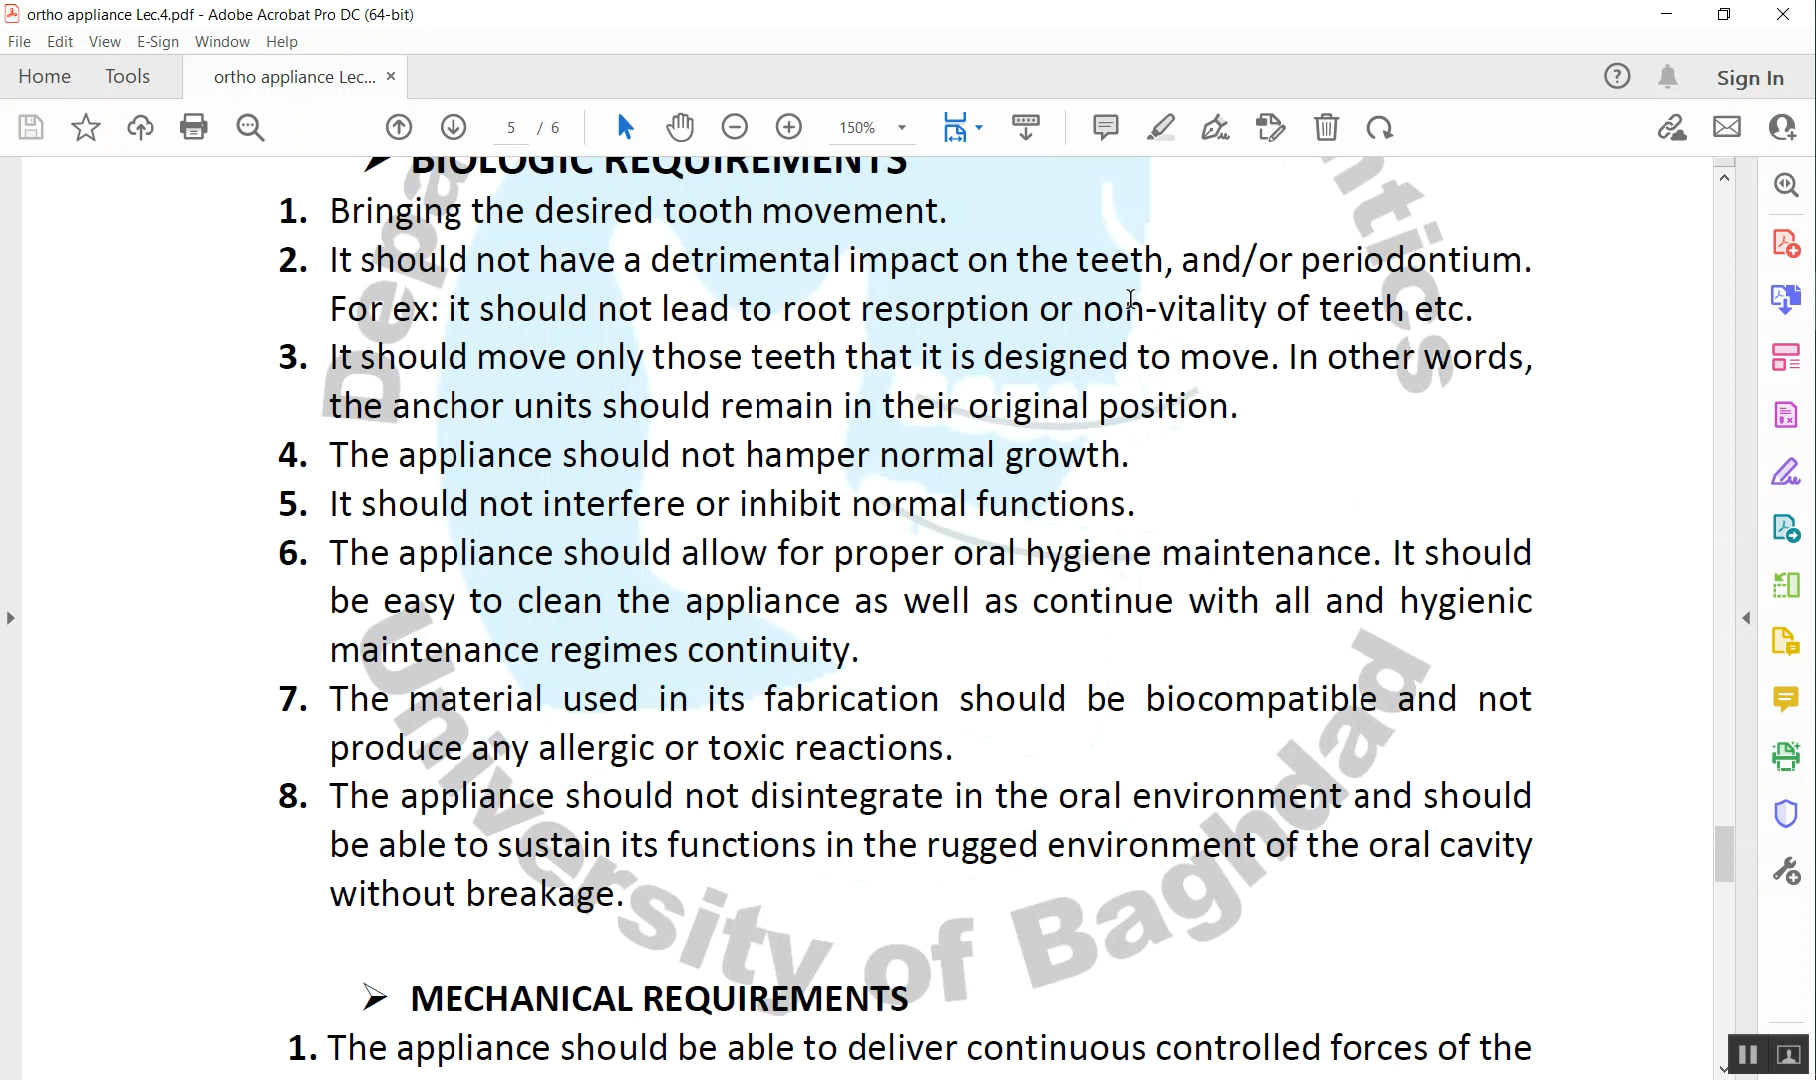 ortho appliance Lec.4.pdf - Adobe Acrobat Pro DC (64-bit)
File Edit View E-Sign Window Help
Home Tools ortho appliance Lec... × Sign In
5 / 6 150%
➤ BIOLOGIC REQUIREMENTS
1. Bringing the desired tooth movement.
2. It should not have a detrimental impact on the teeth, and/or periodontium.
For ex: it should not lead to root resorption or non-vitality of teeth etc.
3. It should move only those teeth that it is designed to move. In other words,
the anchor units should remain in their original position.
4. The appliance should not hamper normal growth.
5. It should not interfere or inhibit normal functions.
6. The appliance should allow for proper oral hygiene maintenance. It should
be easy to clean the appliance as well as continue with all and hygienic
maintenance regimes continuity.
7. The material used in its fabrication should be biocompatible and not
produce any allergic or toxic reactions.
8. The appliance should not disintegrate in the oral environment and should
be able to sustain its functions in the rugged environment of the oral cavity
without breakage.
➤ MECHANICAL REQUIREMENTS
1. The appliance should be able to deliver continuous controlled forces of the
University of Baghdad